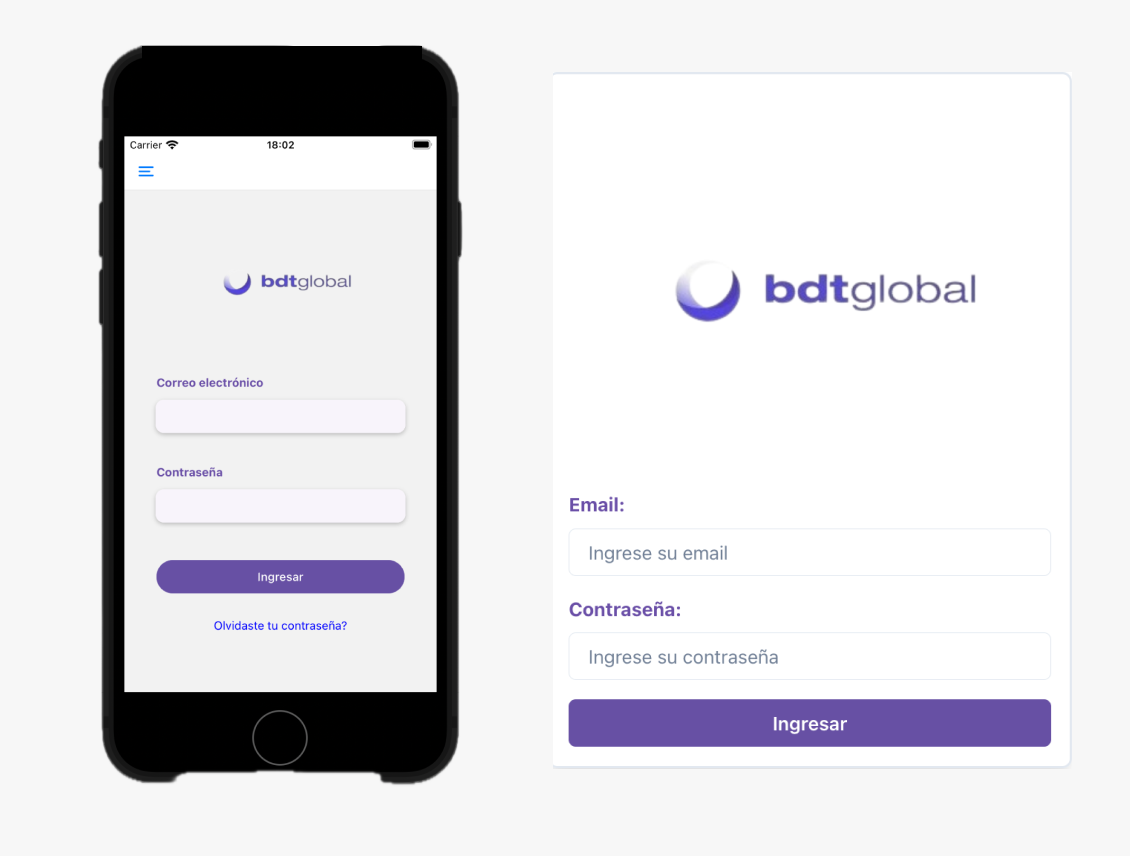 Carrier
18:02
bdtglobal
Correo electrónico
Contraseña
Ingresar
Olvidaste tu contraseña?
bdtglobal
Email:
Ingrese su email
Contraseña:
Ingrese su contraseña
Ingresar